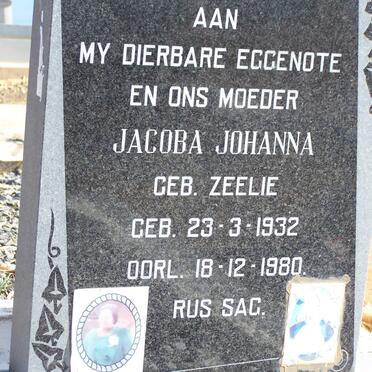 AAN
MY DIERBARE EGGENOTE
EN ONS MOEDER
JACOBA JOHANNA
GEB. ZEELIE
GEB. 23-3-1932
OORL. 18-12-1980.
RUS SAG.